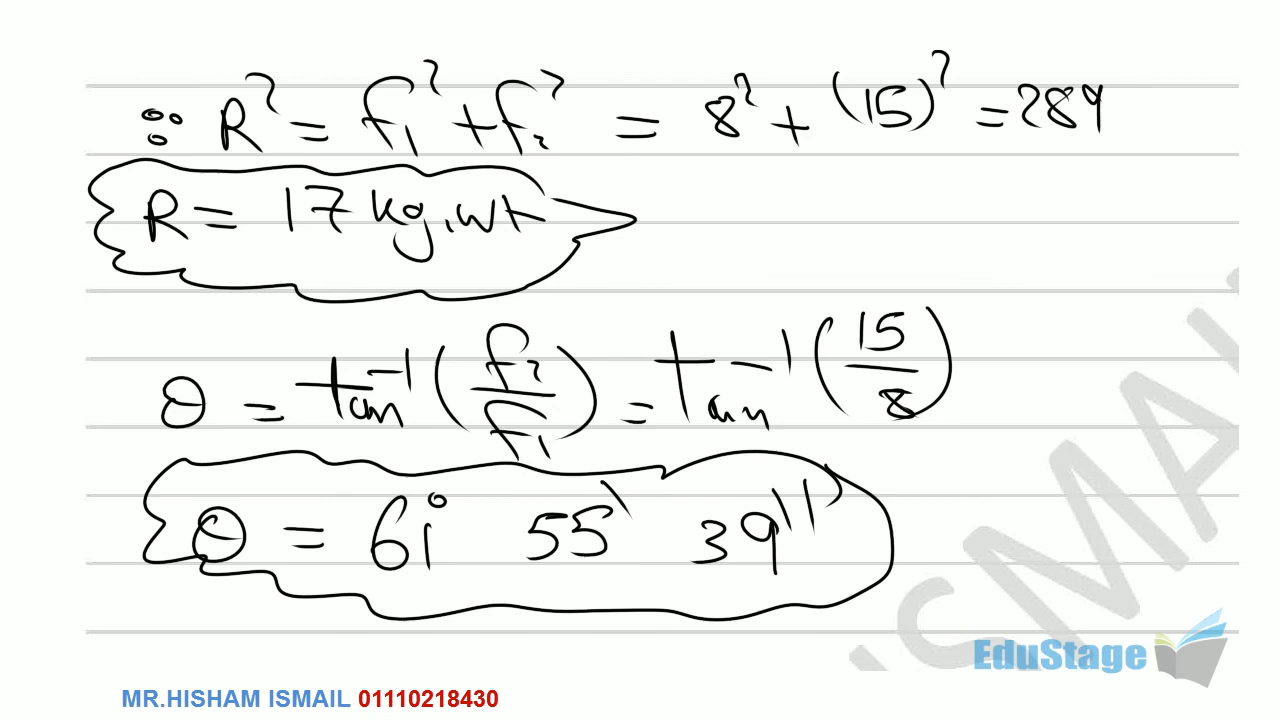 ∵ R² = f₁² + f₂² = 8² + (15)² = 289
R = 17 kg.wt
θ = tan⁻¹ (f₂/f₁) = tan⁻¹ (15/8)
θ = 61° 55' 39''
ISMAIL
EduStage
MR.HISHAM ISMAIL 01110218430